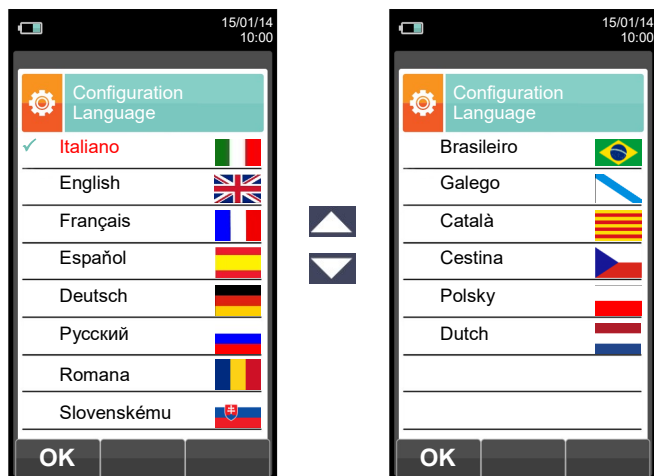 15/01/14
10:00
Configuration
Language
Italiano
English
Français
Espaňol
Deutsch
Русский
Romana
Slovenskému
OK
15/01/14
10:00
Configuration
Language
Brasileiro
Galego
Català
Cestina
Polsky
Dutch
OK